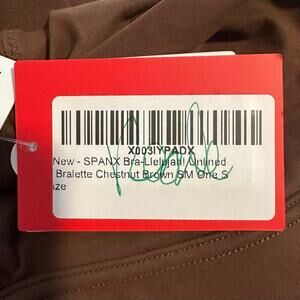 X003IYPADX
New - SPANX Bra-Llelujah! Unlined
Bralette Chestnut Brown SM One S
ize